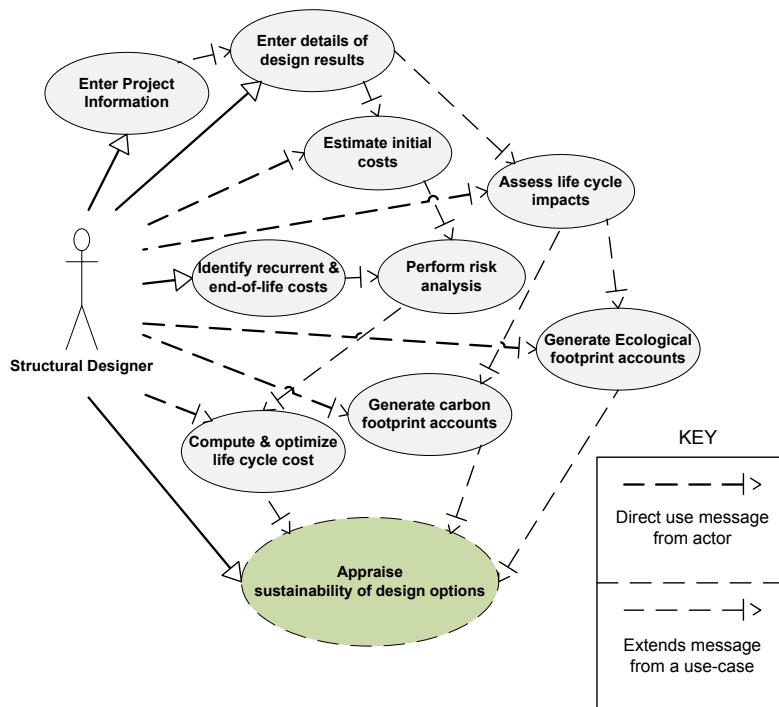 Enter details of
design results
Enter Project
Information
Estimate initial
costs
Assess life cycle
impacts
Identify recurrent &
end-of-life costs
Perform risk
analysis
Structural Designer
Generate Ecological
footprint accounts
Generate carbon
footprint accounts
Compute & optimize
life cycle cost
Appraise
sustainability of design options
KEY
Direct use message
from actor
Extends message
from a use-case